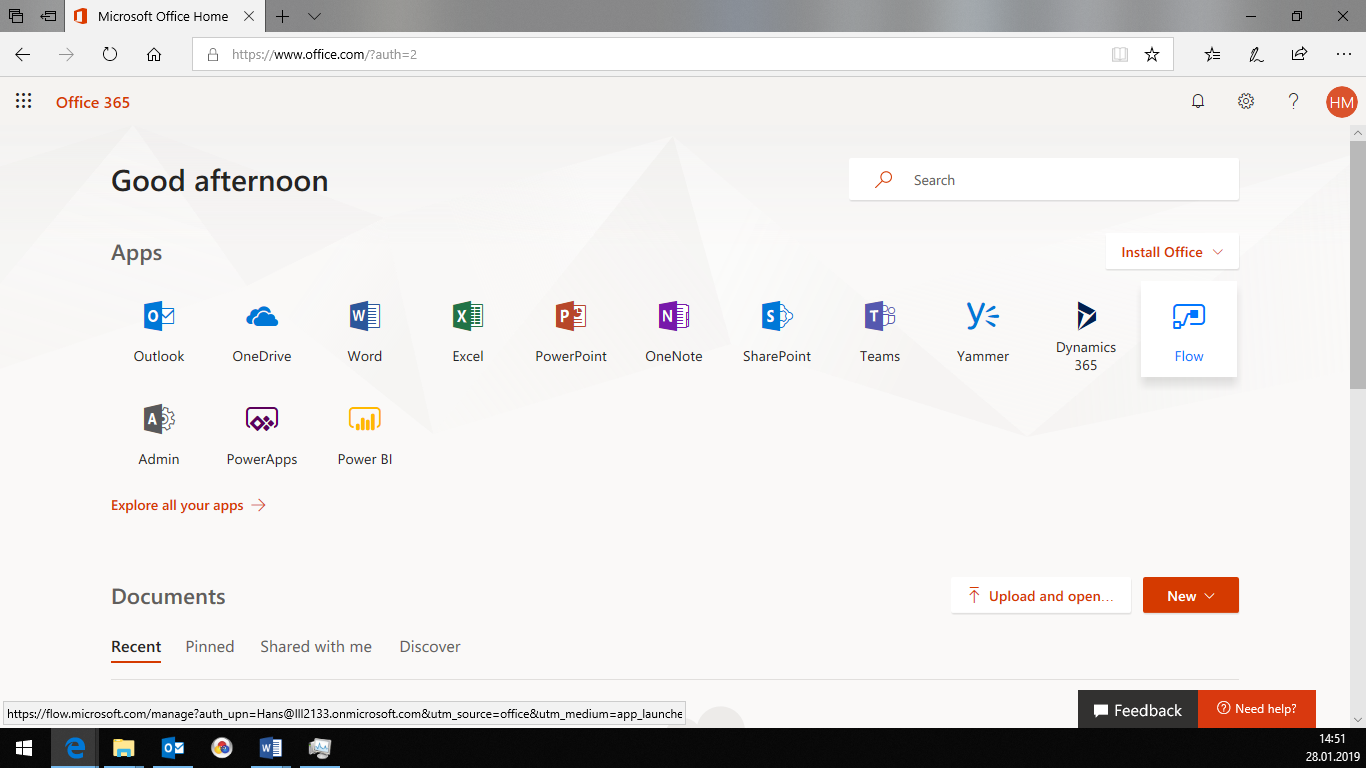 Microsoft Office Home
https://www.office.com/?auth=2
Office 365
?
HM
Good afternoon
Search
Apps
Install Office
Outlook
OneDrive
Word
Excel
PowerPoint
OneNote
SharePoint
Teams
Yammer
Dynamics
365
Flow
Admin
PowerApps
Power BI
Explore all your apps
Documents
Upload and open...
New
Recent
Pinned
Shared with me
Discover
https://flow.microsoft.com/manage?auth_upn=Hans@lll2133.onmicrosoft.com&utm_source=office&utm_medium=app_launche
Feedback
Need help?
14:51
28.01.2019